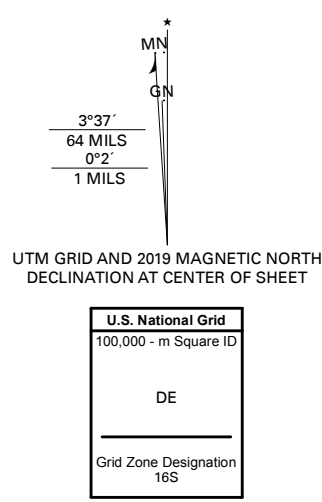 ★
MN
GN
3°37´
64 MILS
0°2´
1 MILS
UTM GRID AND 2019 MAGNETIC NORTH
DECLINATION AT CENTER OF SHEET
U.S. National Grid
100,000 - m Square ID
DE
Grid Zone Designation
16S